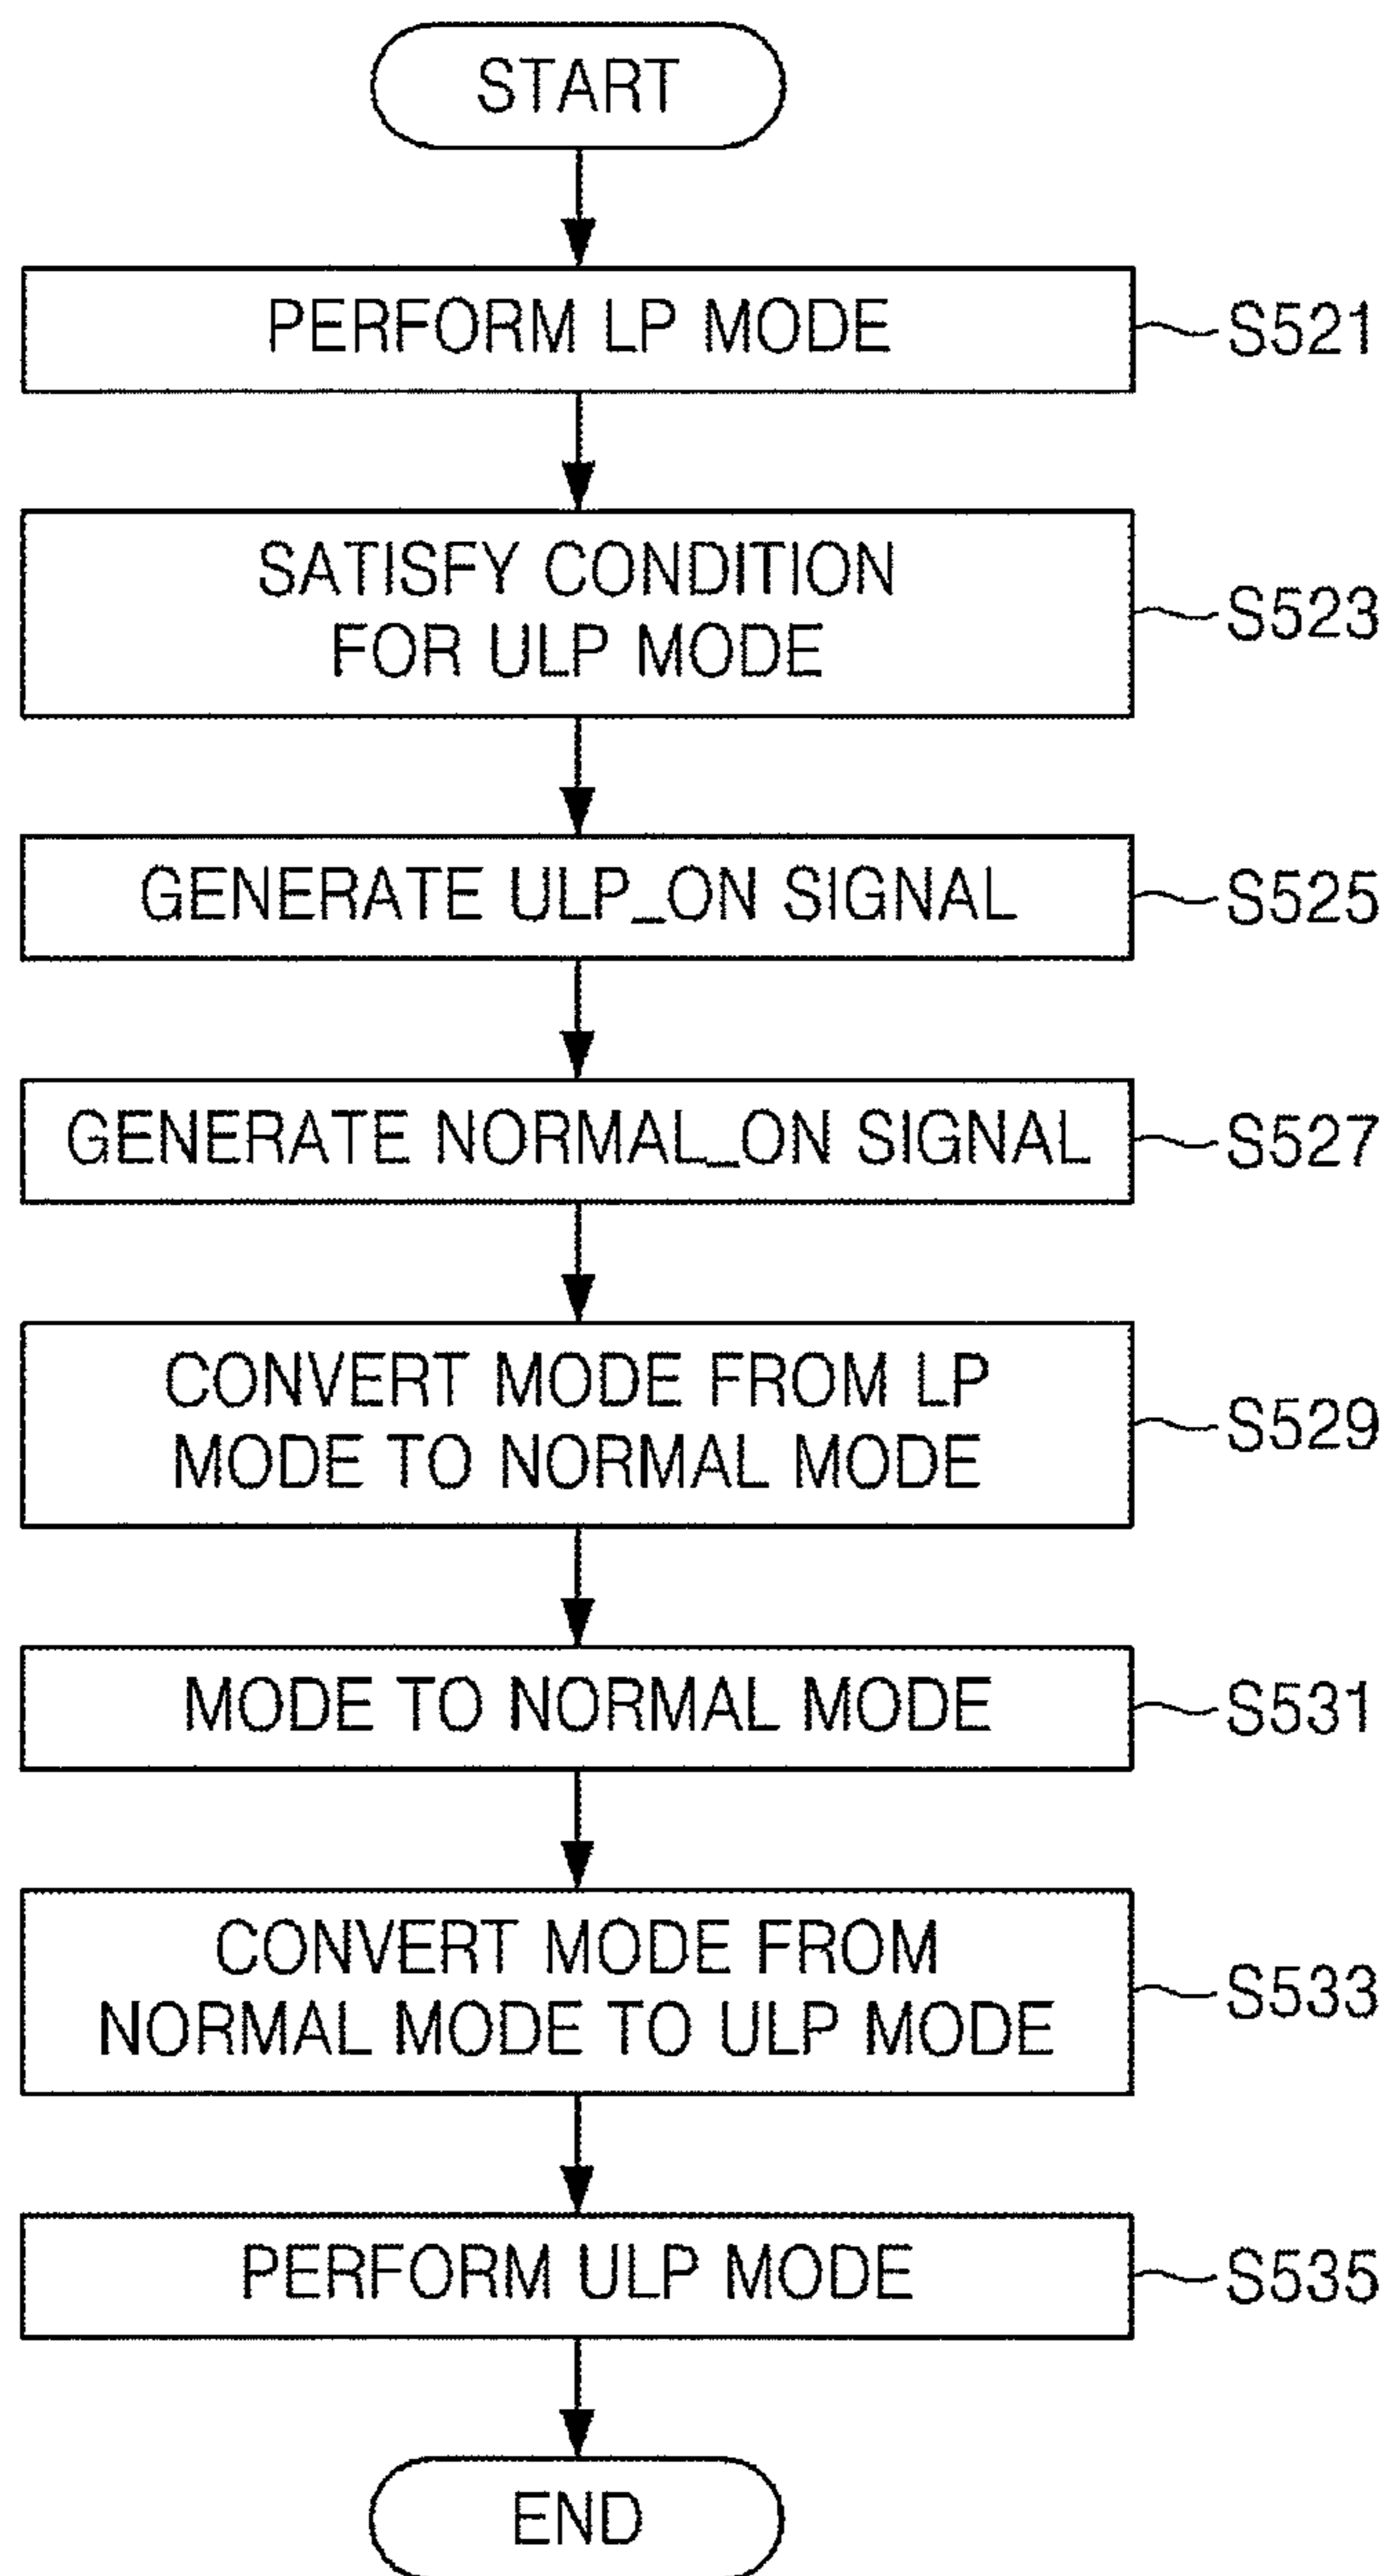 START
PERFORM LP MODE
S521
SATISFY CONDITION
FOR ULP MODE
S523
GENERATE ULP_ON SIGNAL
S525
GENERATE NORMAL_ON SIGNAL
S527
CONVERT MODE FROM LP
MODE TO NORMAL MODE
S529
MODE TO NORMAL MODE
S531
CONVERT MODE FROM
NORMAL MODE TO ULP MODE
S533
PERFORM ULP MODE
S535
END